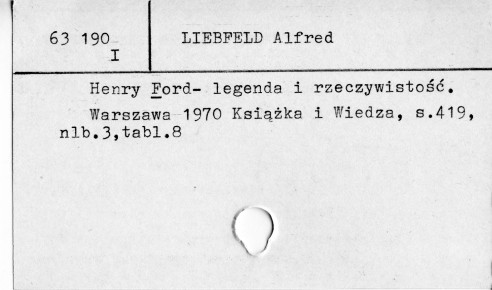 63 190
I
LIEBFELD Alfred
Henry Ford- legenda i rzeczywistość.
Warszawa 1970 Książka i Wiedza, s.419,
nlb.3,tabl.8